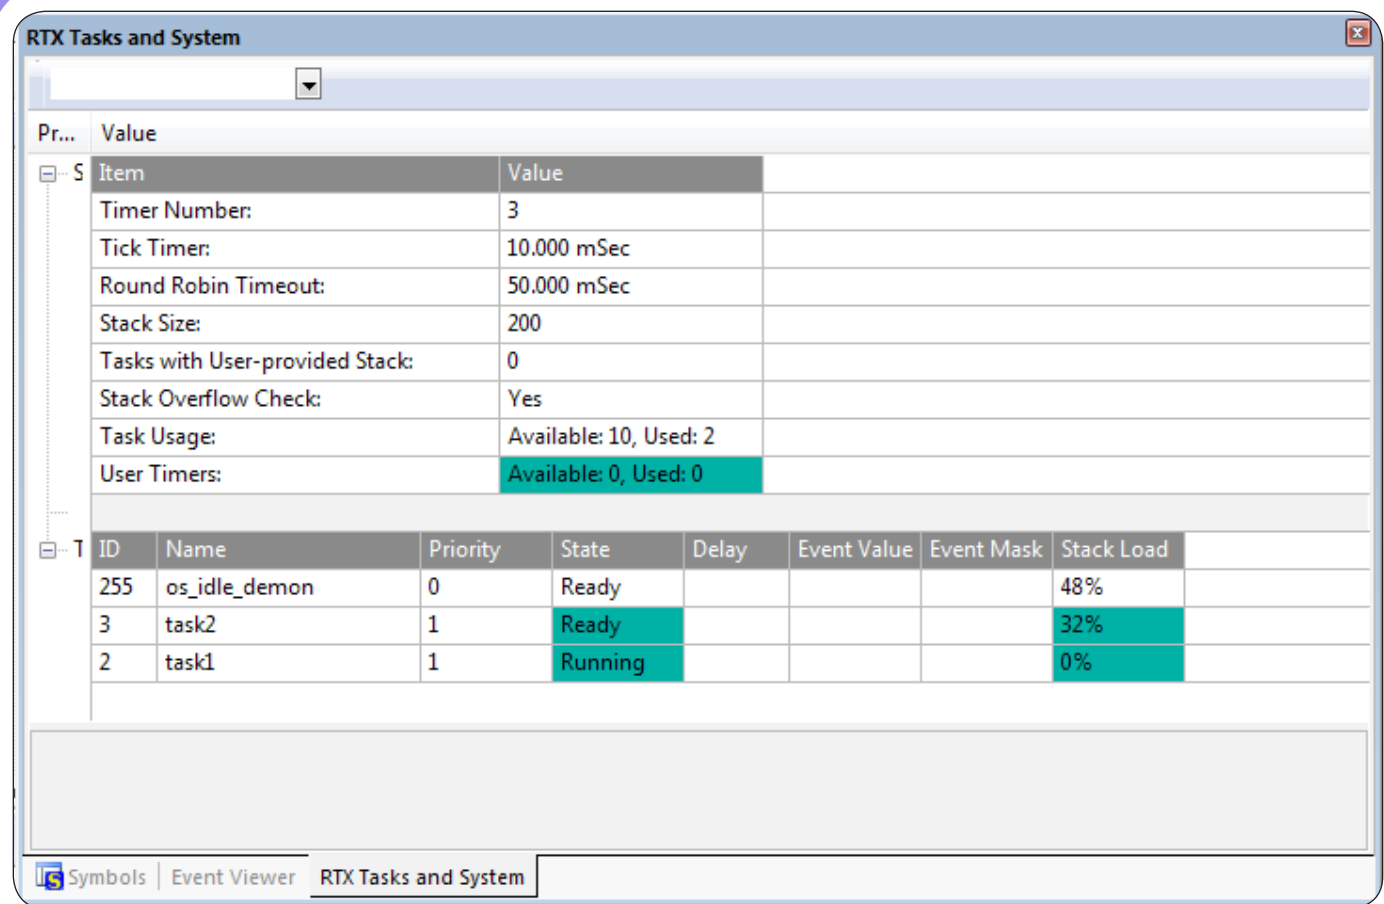 RTX Tasks and System
Pr... Value
S Item Value
Timer Number: 3
Tick Timer: 10.000 mSec
Round Robin Timeout: 50.000 mSec
Stack Size: 200
Tasks with User-provided Stack: 0
Stack Overflow Check: Yes
Task Usage: Available: 10, Used: 2
User Timers: Available: 0, Used: 0
T ID Name Priority State Delay Event Value Event Mask Stack Load
255 os_idle_demon 0 Ready 48%
3 task2 1 Ready 32%
2 task1 1 Running 0%
Symbols Event Viewer RTX Tasks and System